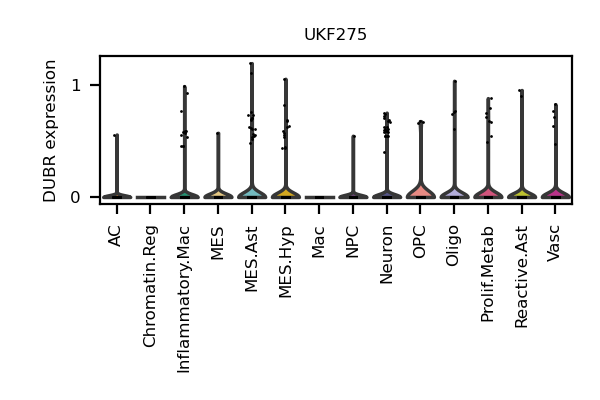 UKF275
DUBR expression
1
0
AC
Chromatin.Reg
Inflammatory.Mac
MES
MES.Ast
MES.Hyp
Mac
NPC
Neuron
OPC
Oligo
Prolif.Metab
Reactive.Ast
Vasc